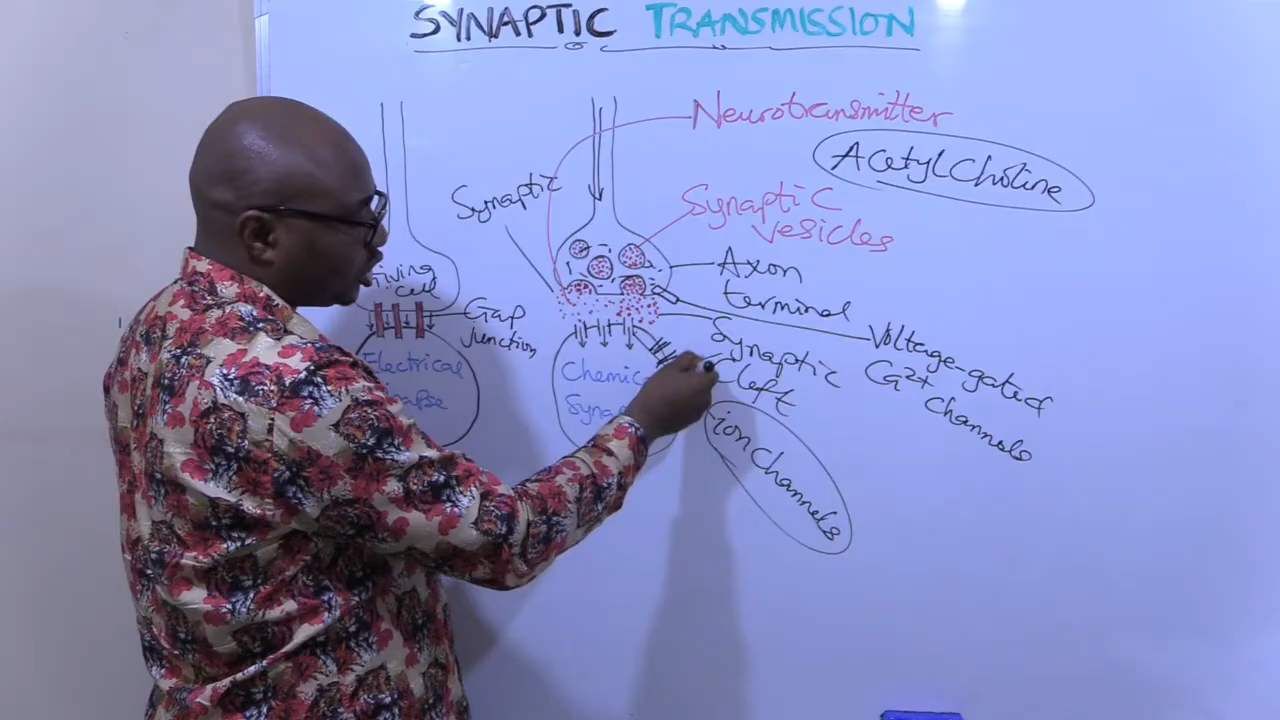 SYNAPTIC TRANSMISSION
Neurotransmitter
Acetylcholine
Synaptic
Synaptic
vesicles
Axon
terminal
Voltage-gated
Ca2+ Channels
Gap
Junction
cell
Electrical
Synaptic
cleft
ion Channels